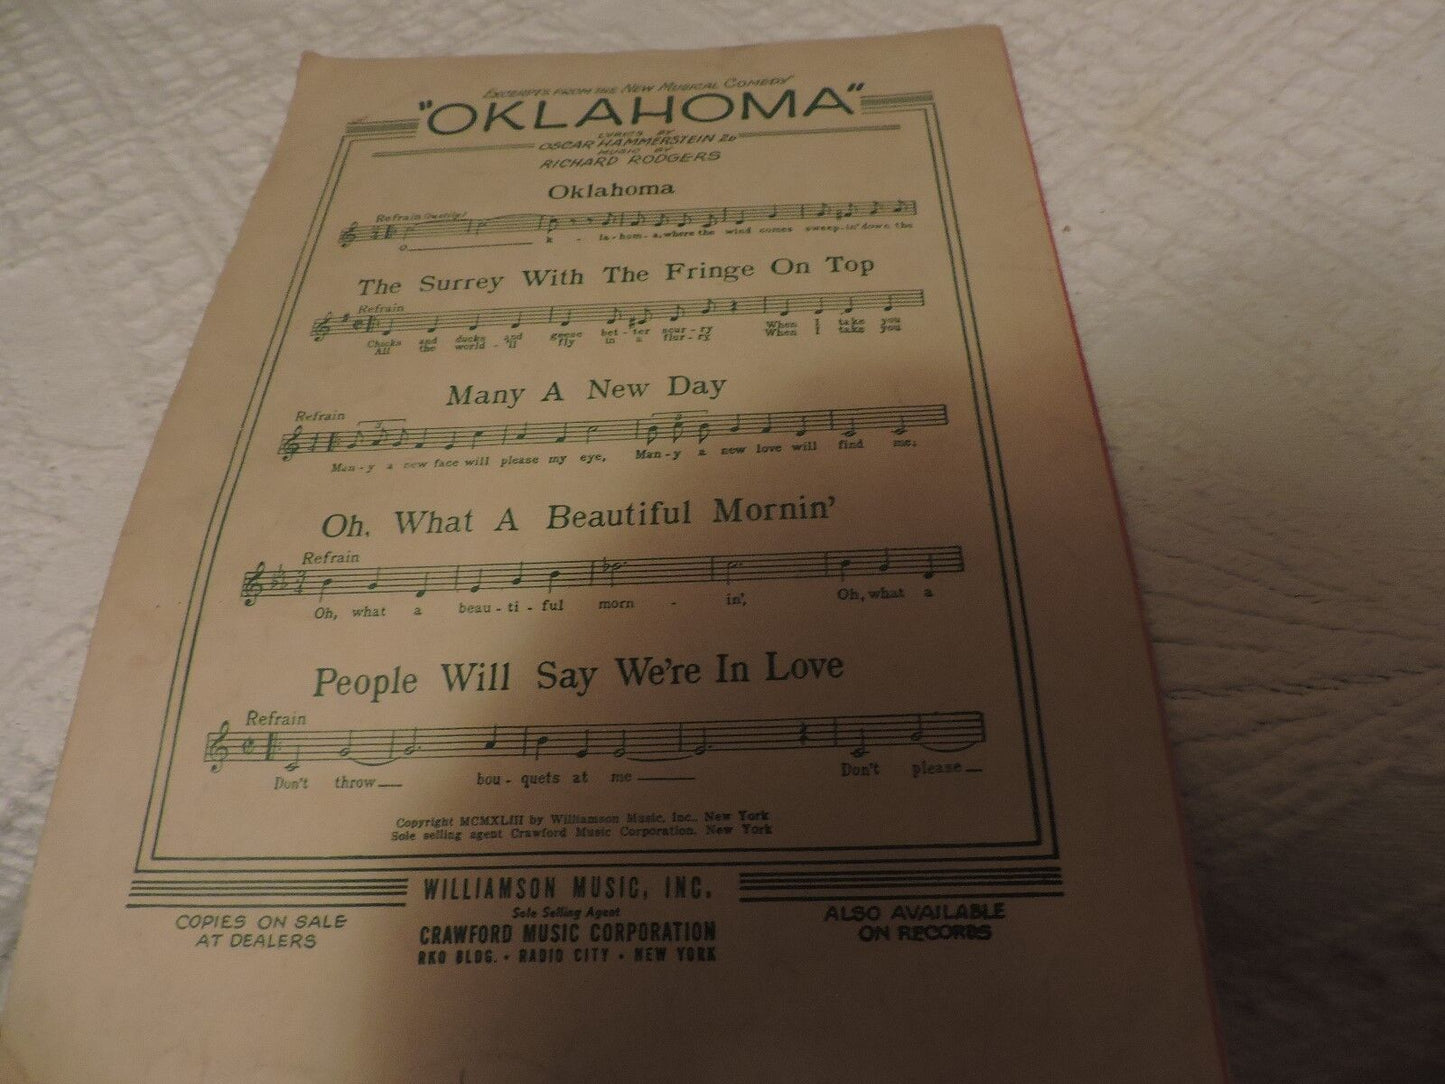 EXCERPTS FROM THE NEW MUSICAL COMEDY
"OKLAHOMA"
LYRICS BY
OSCAR HAMMERSTEIN 2D
MUSIC BY
RICHARD RODGERS
Oklahoma
Refrain
O k - la-hom-a, where the wind comes sweep-in' down the
The Surrey With The Fringe On Top
Refrain
Chicks and ducks and geese bet-ter scur-ry When I take you
All the world-'ll fly in a flur-ry When I take you
Many A New Day
Refrain
Man-y a new face will please my eye, Man-y a new love will find me;
Oh, What A Beautiful Mornin'
Refrain
Oh, what a beau-ti-ful morn - in', Oh, what a
People Will Say We're In Love
Refrain
Don't throw bou-quets at me Don't please
Copyright MCMXLIII by Williamson Music, Inc., New York
Sole selling agent Crawford Music Corporation, New York
WILLIAMSON MUSIC, INC.
Sole Selling Agent
CRAWFORD MUSIC CORPORATION
RKO BLDG. • RADIO CITY • NEW YORK
COPIES ON SALE
AT DEALERS
ALSO AVAILABLE
ON RECORDS